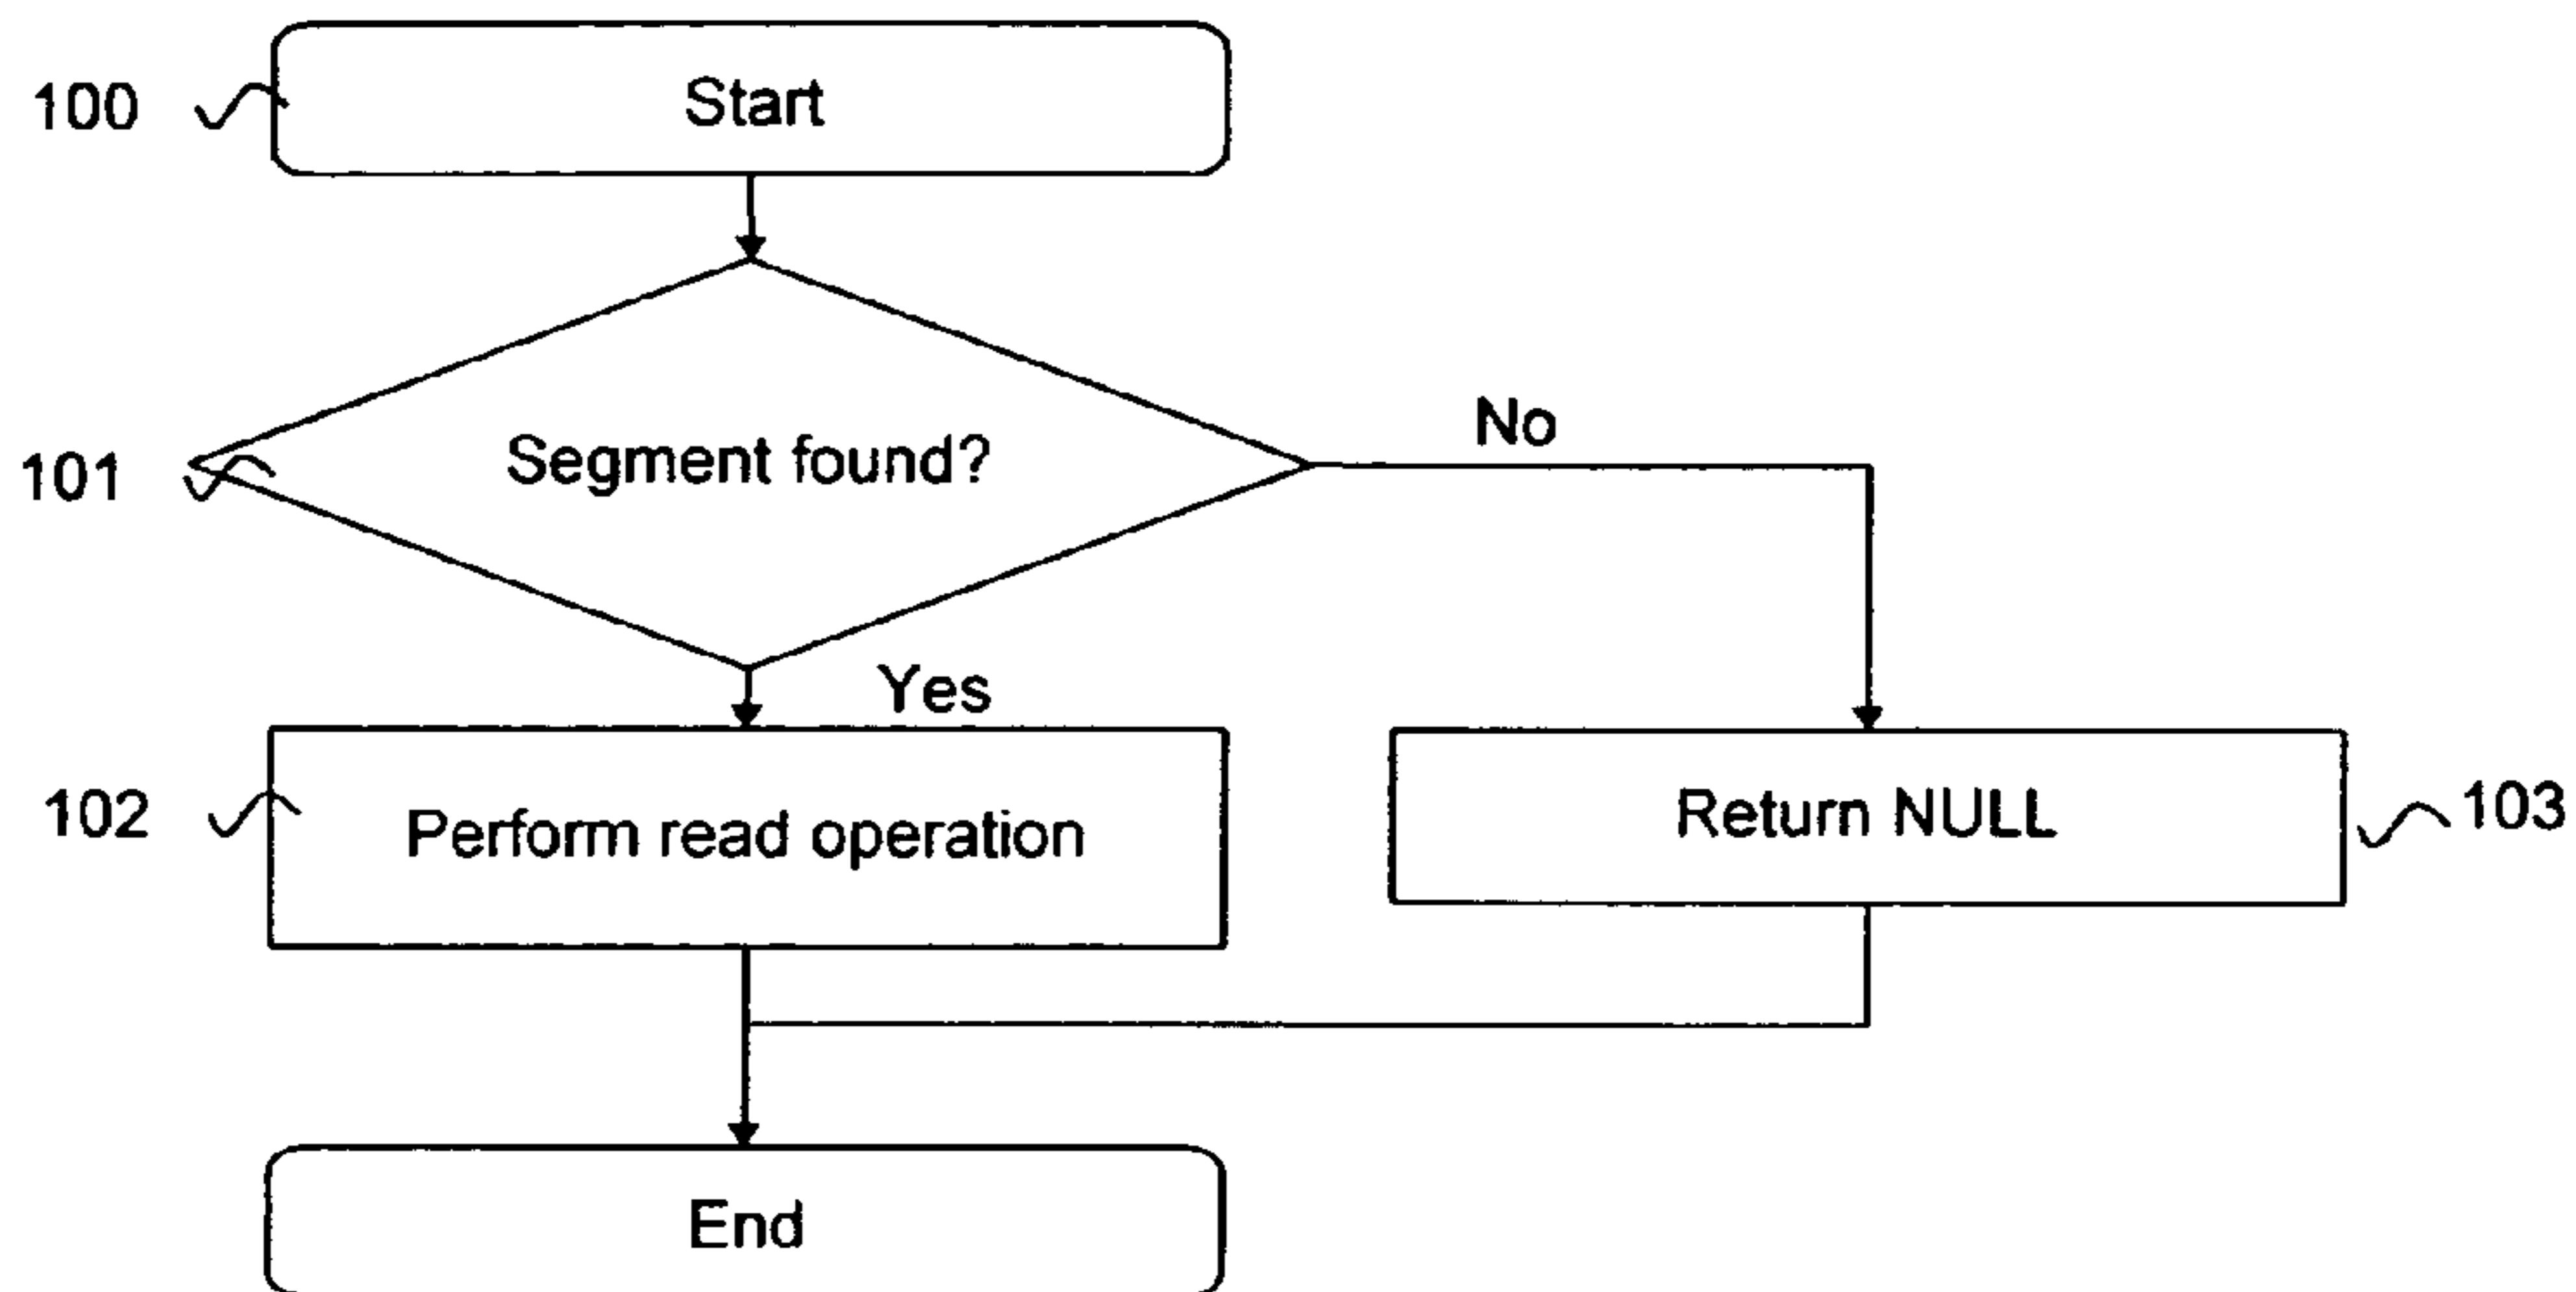 100
Start
101
Segment found?
No
Yes
102
Perform read operation
Return NULL
103
End